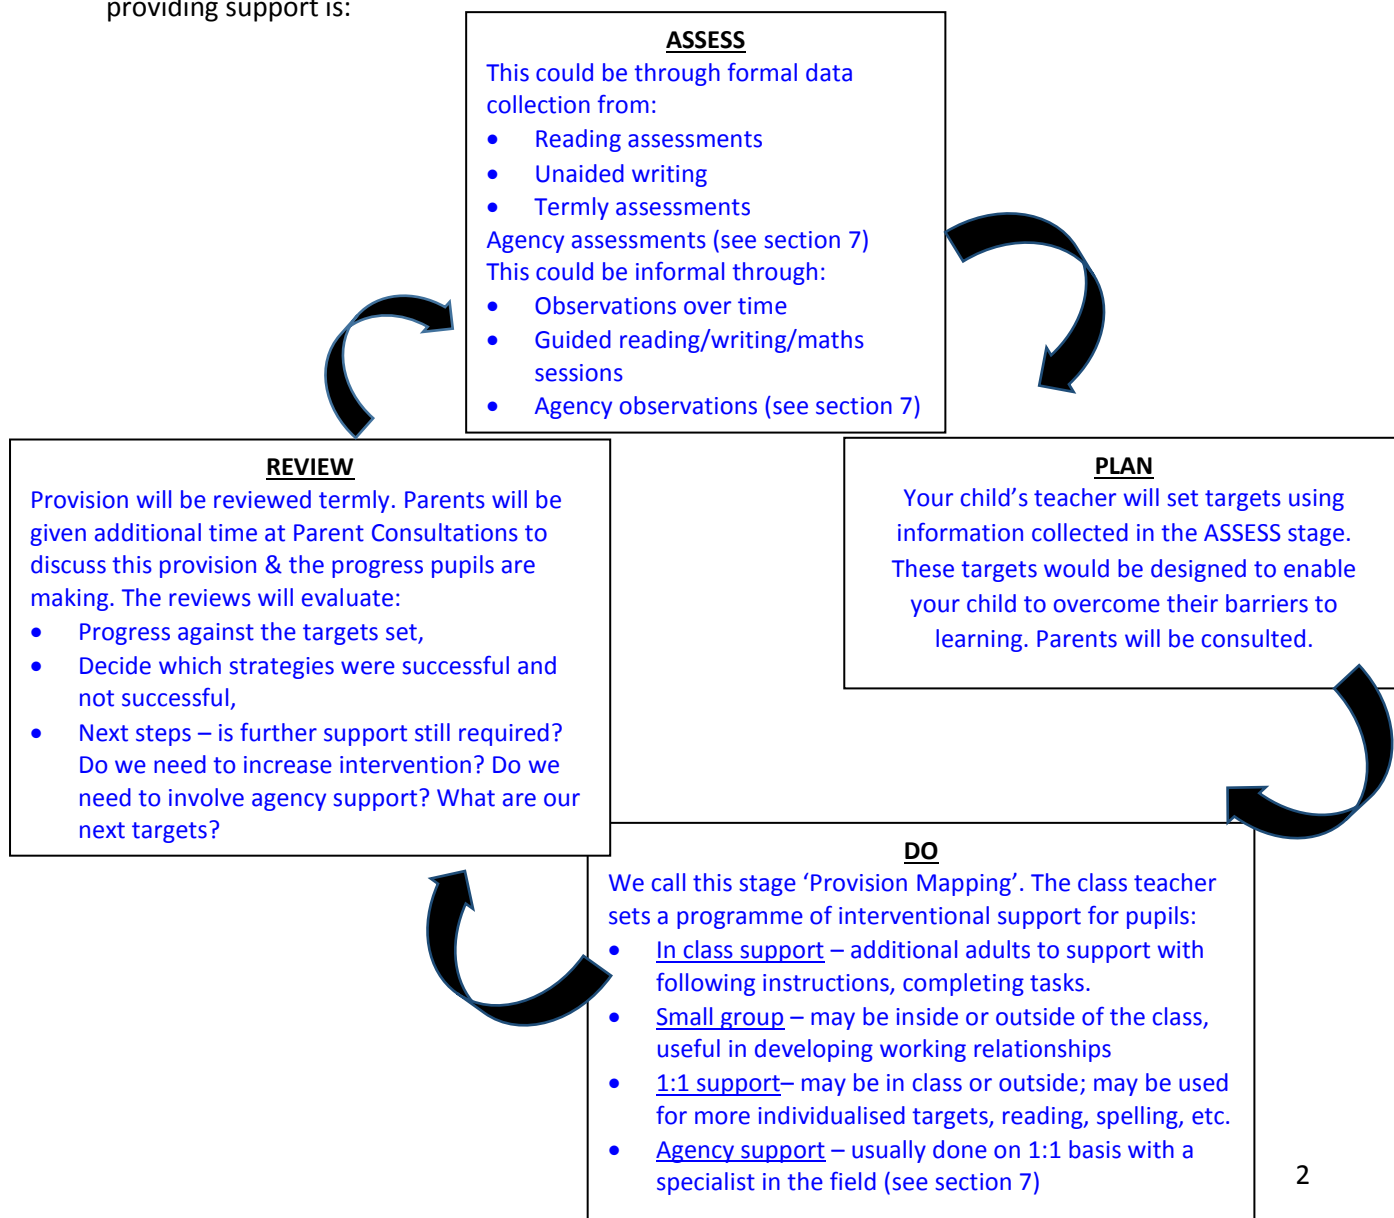 providing support is:
ASSESS
This could be through formal data
collection from:
• Reading assessments
• Unaided writing
• Termly assessments
Agency assessments (see section 7)
This could be informal through:
• Observations over time
• Guided reading/writing/maths
sessions
• Agency observations (see section 7)
PLAN
Your child’s teacher will set targets using
information collected in the ASSESS stage.
These targets would be designed to enable
your child to overcome their barriers to
learning. Parents will be consulted.
DO
We call this stage ‘Provision Mapping’. The class teacher
sets a programme of interventional support for pupils:
• In class support – additional adults to support with
following instructions, completing tasks.
• Small group – may be inside or outside of the class,
useful in developing working relationships
• 1:1 support– may be in class or outside; may be used
for more individualised targets, reading, spelling, etc.
• Agency support – usually done on 1:1 basis with a
specialist in the field (see section 7)
REVIEW
Provision will be reviewed termly. Parents will be
given additional time at Parent Consultations to
discuss this provision & the progress pupils are
making. The reviews will evaluate:
• Progress against the targets set,
• Decide which strategies were successful and
not successful,
• Next steps – is further support still required?
Do we need to increase intervention? Do we
need to involve agency support? What are our
next targets?
2